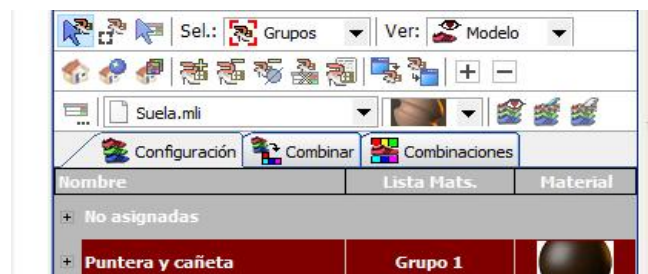 Sel.: Grupos Ver: Modelo
Suela.mli
Configuración Combinar Combinaciones
Nombre Lista Mats. Material
No asignadas
Puntera y cañeta Grupo 1